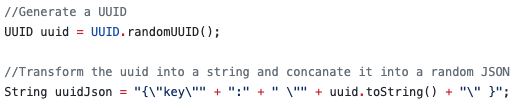 //Generate a UUID
UUID uuid = UUID.randomUUID();

//Transform the uuid into a string and concanate it into a random JSON
String uuidJson = "{\"key\"" + ":" + " \"" + uuid.toString() + "\" }";